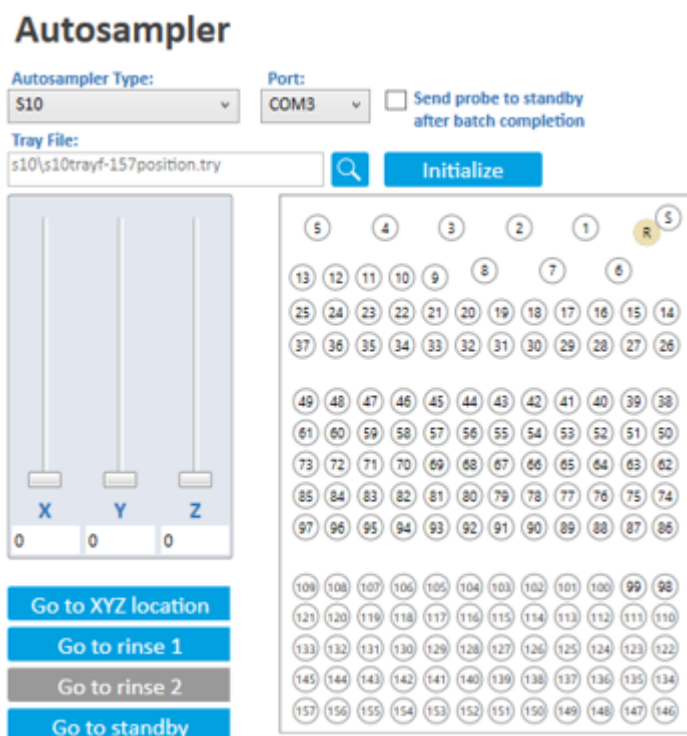 Autosampler
Autosampler Type: Port:
S10 COM3 Send probe to standby
after batch completion
Tray File:
s10\s10trayf-157position.try Initialize
5 4 3 2 1 R S
13 12 11 10 9 8 7 6
25 24 23 22 21 20 19 18 17 16 15 14
37 36 35 34 33 32 31 30 29 28 27 26
49 48 47 46 45 44 43 42 41 40 39 38
61 60 59 58 57 56 55 54 53 52 51 50
73 72 71 70 69 68 67 66 65 64 63 62
85 84 83 82 81 80 79 78 77 76 75 74
97 96 95 94 93 92 91 90 89 88 87 86
109 108 107 106 105 104 103 102 101 100 99 98
121 120 119 118 117 116 115 114 113 112 111 110
133 132 131 130 129 128 127 126 125 124 123 122
145 144 143 142 141 140 139 138 137 136 135 134
157 156 155 154 153 152 151 150 149 148 147 146
X Y Z
0 0 0
Go to XYZ location
Go to rinse 1
Go to rinse 2
Go to standby